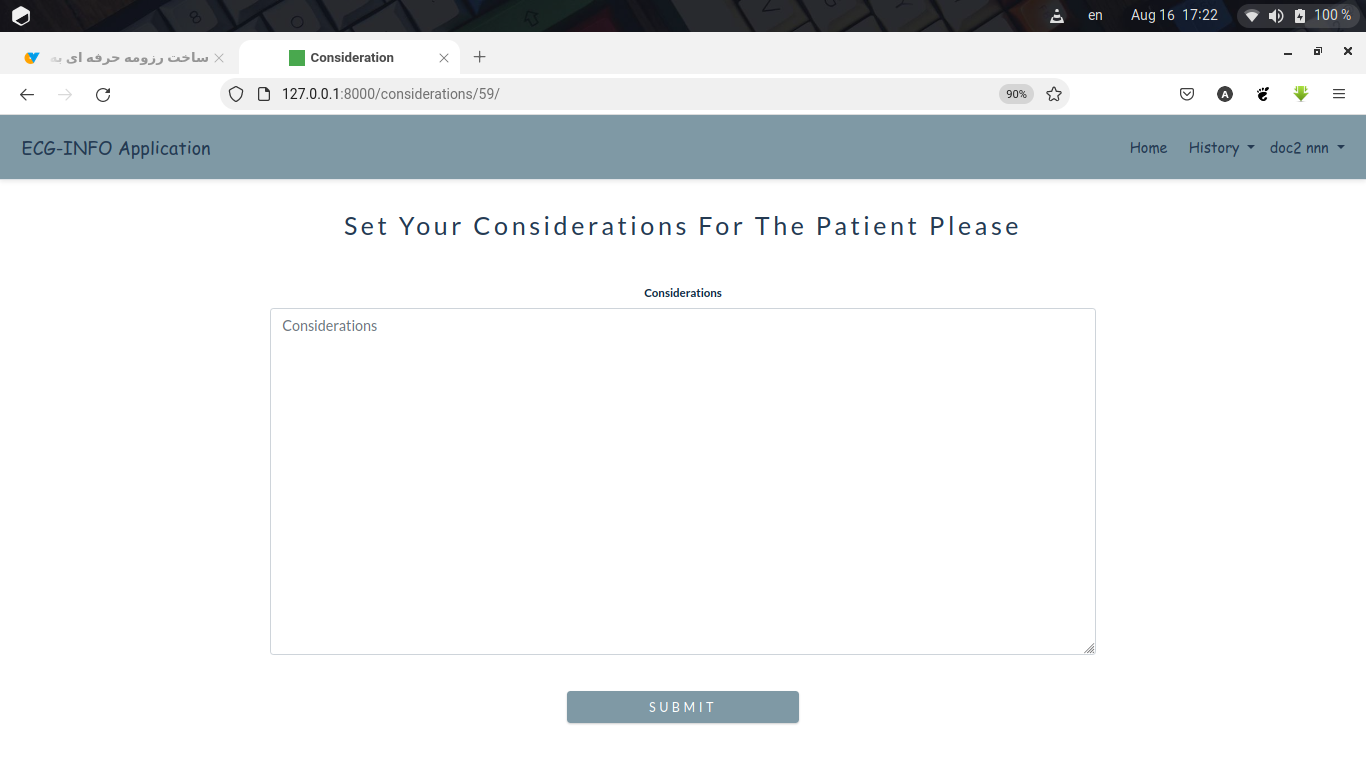 en Aug 16 17:22 100 %
ساخت رزومه حرفه ای به Consideration
127.0.0.1:8000/considerations/59/ 90% A
ECG-INFO Application Home History doc2 nnn
Set Your Considerations For The Patient Please
Considerations
Considerations
SUBMIT